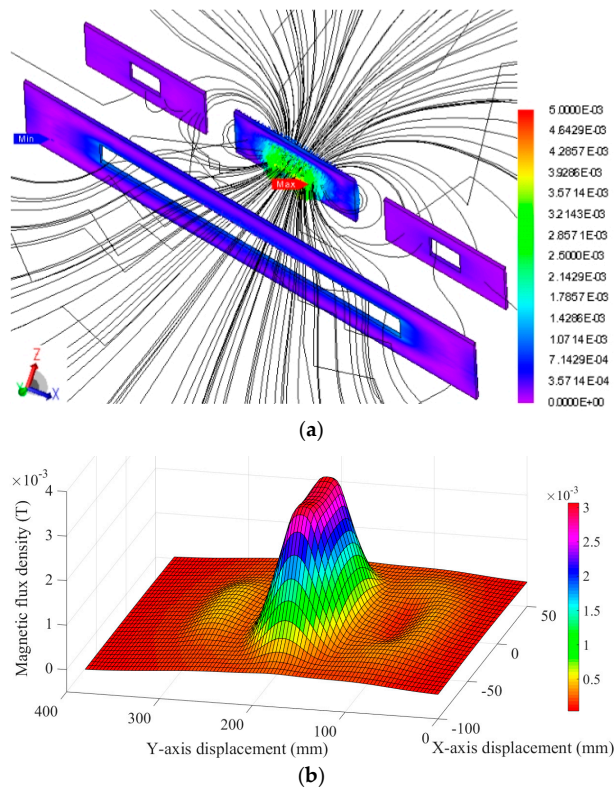 5.0000E-03
4.6429E-03
4.2857E-03
3.9286E-03
3.5714E-03
3.2143E-03
2.8571E-03
2.5000E-03
2.1429E-03
1.7857E-03
1.4286E-03
1.0714E-03
7.1429E-04
3.5714E-04
0.0000E+00
Min
Max
Z
Y
X
(a)
×10⁻³
4
3
2
1
0
Magnetic flux density (T)
400
300
200
100
0
Y-axis displacement (mm)
-100
-50
0
50
X-axis displacement (mm)
×10⁻³
3
2.5
2
1.5
1
0.5
(b)